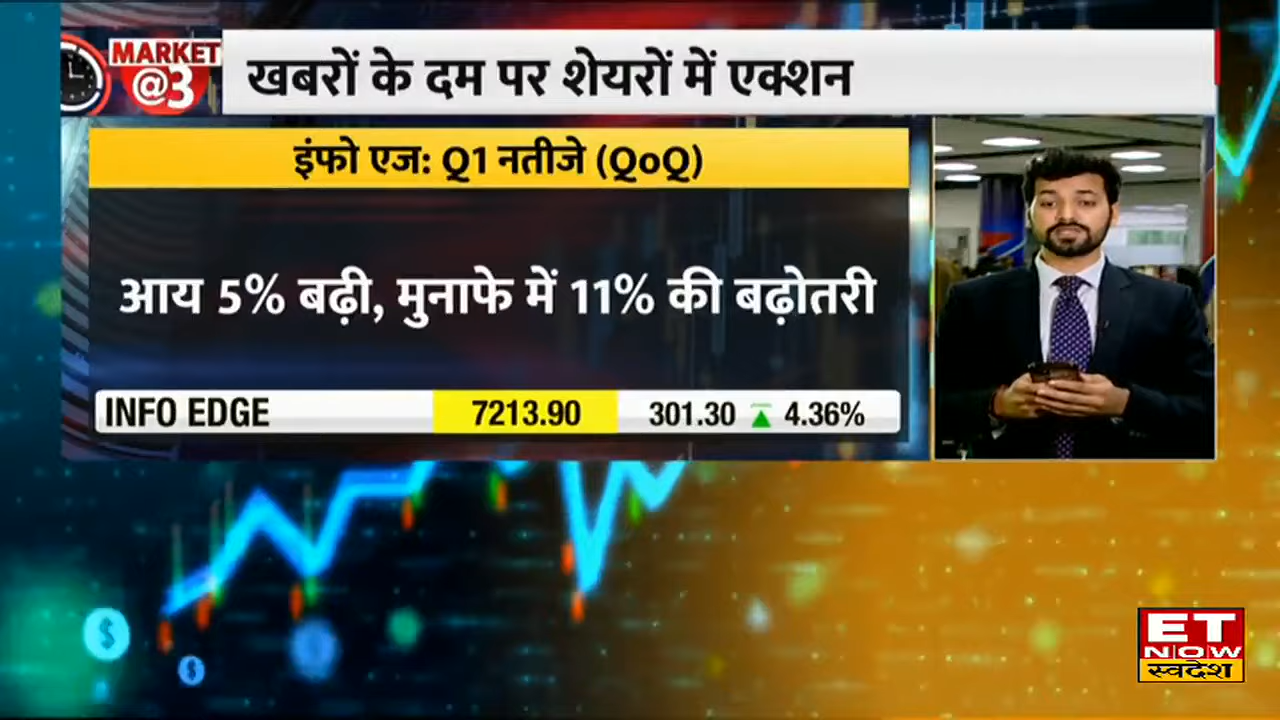 MARKET
@3
खबरों के दम पर शेयरों में एक्शन
इंफो एज: Q1 नतीजे (QoQ)
आय 5% बढ़ी, मुनाफे में 11% की बढ़ोतरी
INFO EDGE 7213.90 301.30 ▲ 4.36%
$
$
$
ET
NOW
स्वदेश